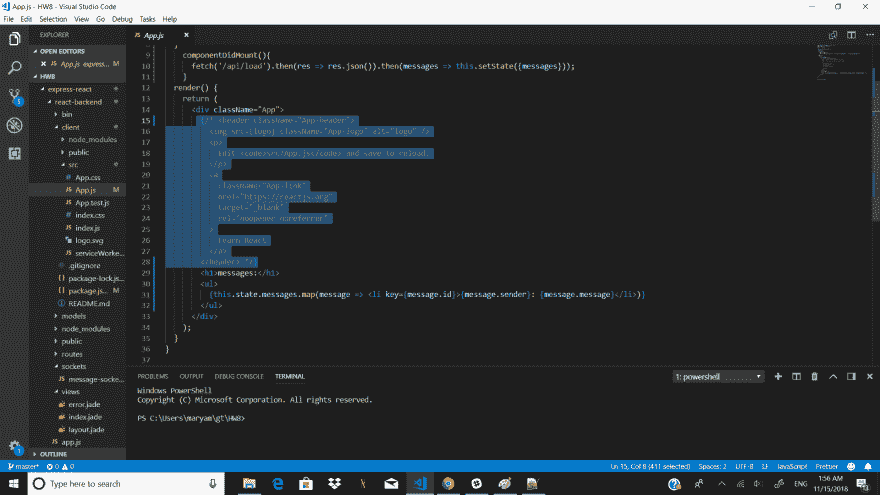 App.js - HW8 - Visual Studio Code
File Edit Selection View Go Debug Tasks Help
EXPLORER
OPEN EDITORS
App.js express... M
HW8
express-react
react-backend
bin
client
node_modules
public
src
App.css
App.js M
App.test.js
index.css
index.js
logo.svg
serviceWorke...
.gitignore
package-lock.js...
package.js... M
README.md
models
node_modules
public
routes
sockets
message-socke...
views
error.jade
index.jade
layout.jade
app.js
OUTLINE
App.js
8 }
9 componentDidMount(){
10 fetch('/api/load').then(res => res.json()).then(messages => this.setState({messages}));
11 }
12 render() {
13 return (
14 <div className="App">
15 {/* <header className="App-header">
16 <img src={logo} className="App-logo" alt="logo" />
17 <p>
18 Edit <code>src/App.js</code> and save to reload.
19 </p>
20 <a
21 className="App-link"
22 href="https://reactjs.org"
23 target="_blank"
24 rel="noopener noreferrer"
25 >
26 Learn React
27 </a>
28 </header> */}
29 <h1>messages:</h1>
30 <ul>
31 {this.state.messages.map(message => <li key={message.id}>{message.sender}: {message.message}</li>)}
32 </ul>
33 </div>
34 );
35 }
36 }
37
PROBLEMS OUTPUT DEBUG CONSOLE TERMINAL
1: powershell
Windows PowerShell
Copyright (C) Microsoft Corporation. All rights reserved.
PS C:\Users\maryam\gt\HW8>
master* 0 0
Ln 15, Col 8 (411 selected) Spaces: 2 UTF-8 LF JavaScript Prettier
Type here to search
ENG
1:56 AM
11/15/2018